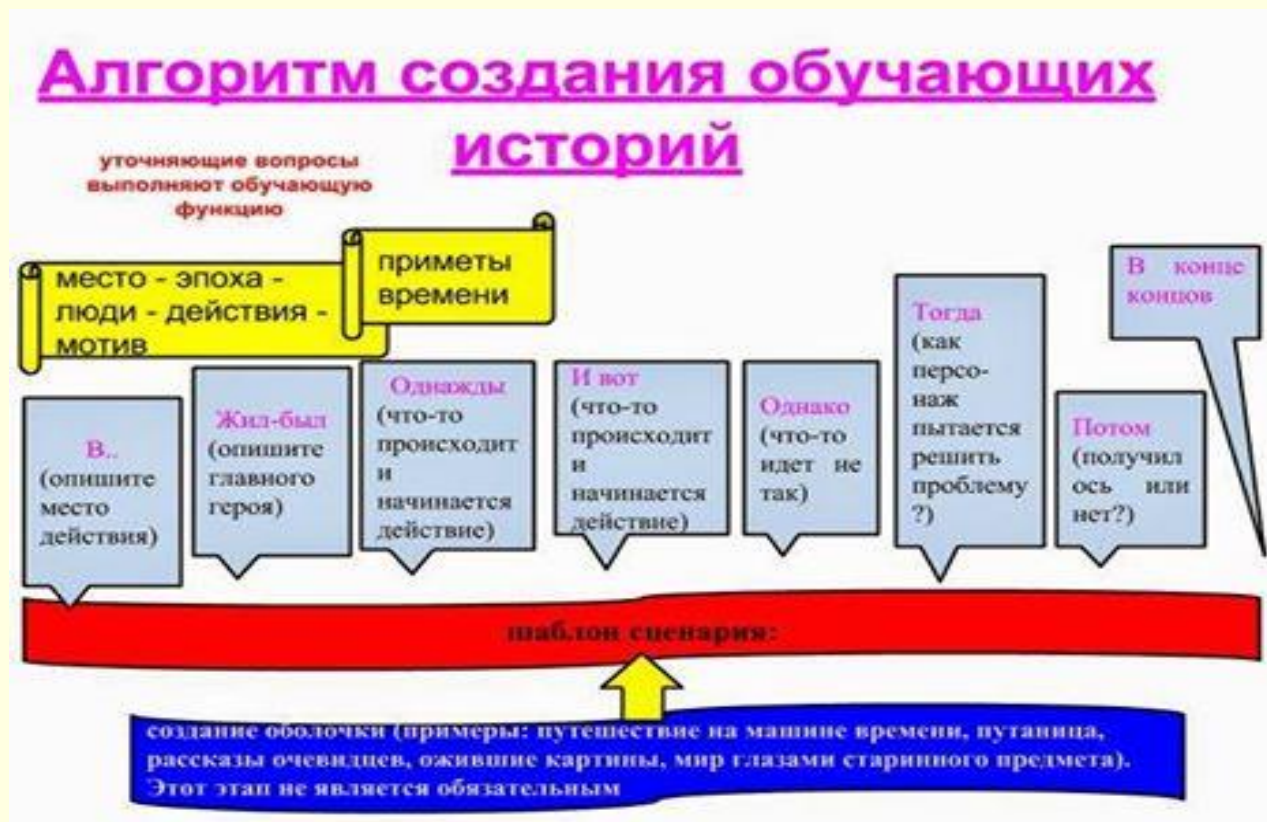 Алгоритм создания обучающих
историй
уточняющие вопросы
выполняют обучающую
функцию
место - эпоха -
люди - действия -
мотив
приметы
времени
В..
(опишите
место
действия)
Жил-был
(опишите
главного
героя)
Однажды
(что-то
происходит
и
начинается
действие)
И вот
(что-то
происходит
и
начинается
действие)
Однако
(что-то
идет не
так)
Тогда
(как
персо-
наж
пытается
решить
проблему
?)
Потом
(получил
ось или
нет?)
В конце
концов
шаблон сценария:
создание оболочки (примеры: путешествие на машине времени, путаница,
рассказы очевидцев, ожившие картины, мир глазами старинного предмета).
Этот этап не является обязательным